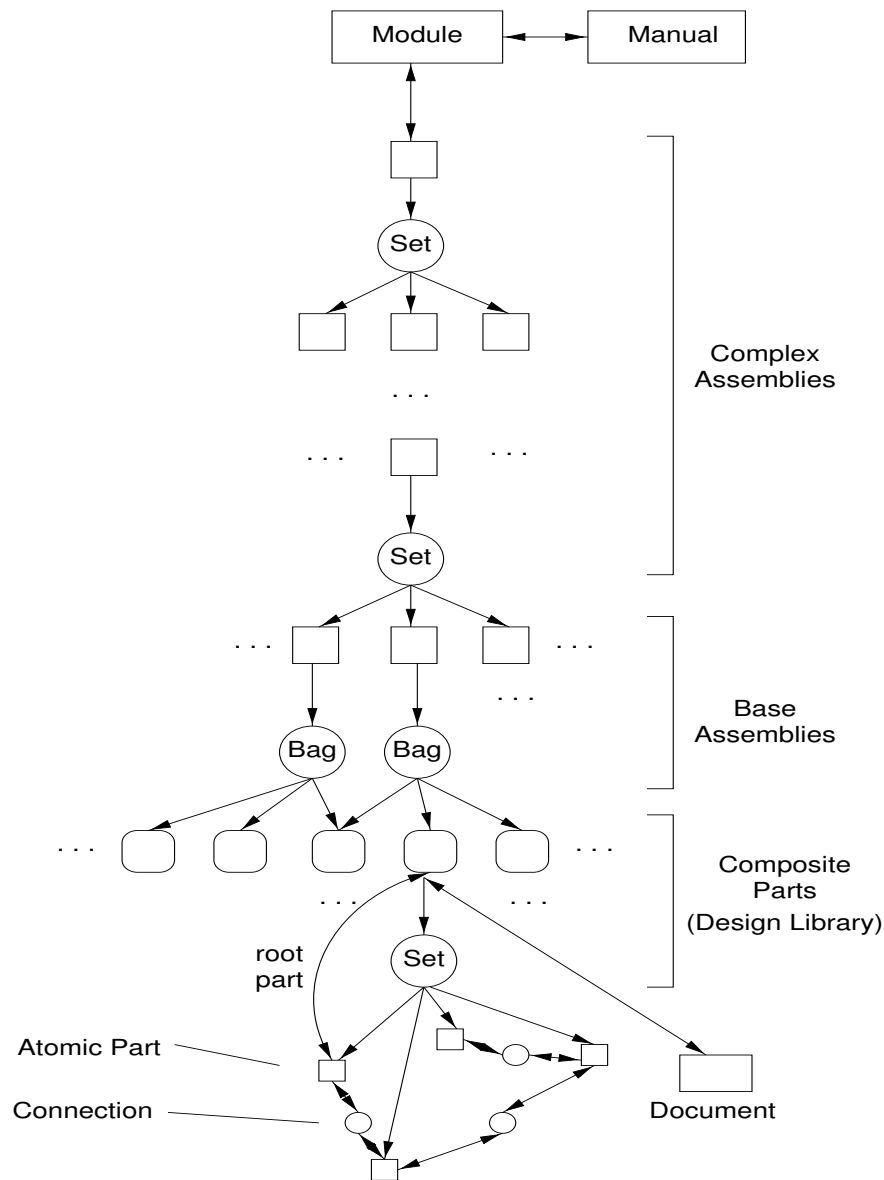 Module
Manual
Set
Complex
Assemblies
. . .
. . .
. . .
Set
. . .
. . .
. . .
Base
Assemblies
Bag
Bag
. . .
. . .
Composite
Parts
(Design Library)
. . .
. . .
root
part
Set
Atomic Part
Connection
Document